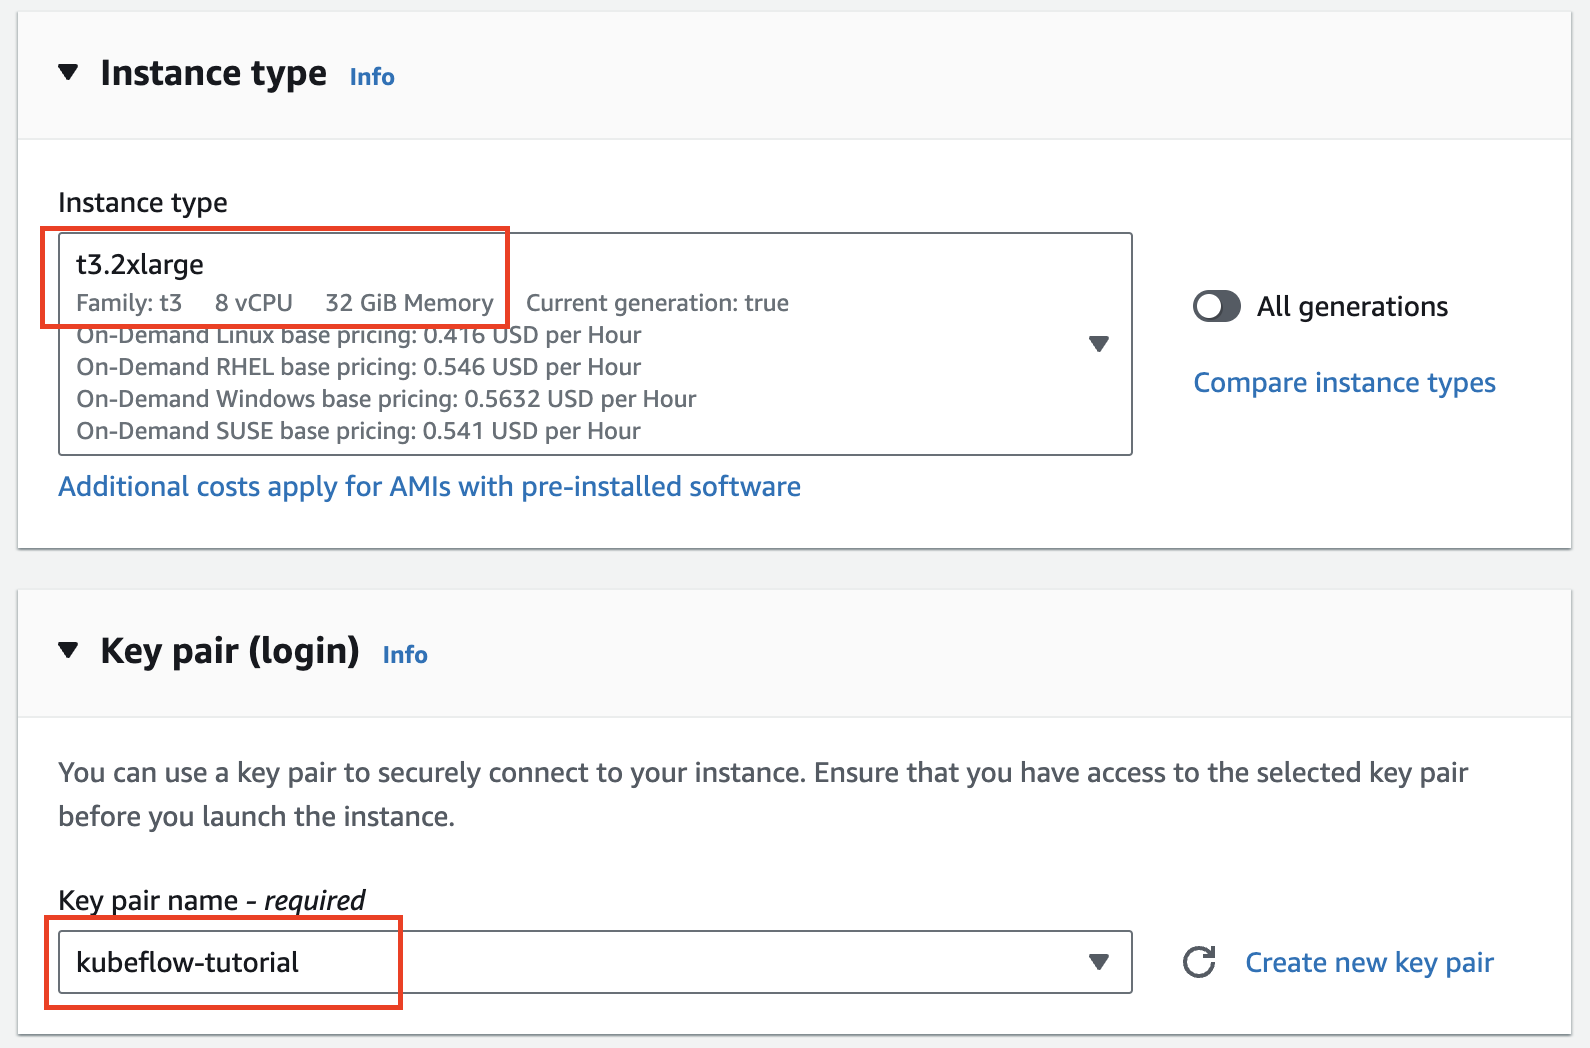 Instance type Info
Instance type
t3.2xlarge
Family: t3 8 vCPU 32 GiB Memory Current generation: true
On-Demand Linux base pricing: 0.416 USD per Hour
On-Demand RHEL base pricing: 0.546 USD per Hour
On-Demand Windows base pricing: 0.5632 USD per Hour
On-Demand SUSE base pricing: 0.541 USD per Hour
All generations
Compare instance types
Additional costs apply for AMIs with pre-installed software
Key pair (login) Info
You can use a key pair to securely connect to your instance. Ensure that you have access to the selected key pair
before you launch the instance.
Key pair name - required
kubeflow-tutorial
Create new key pair